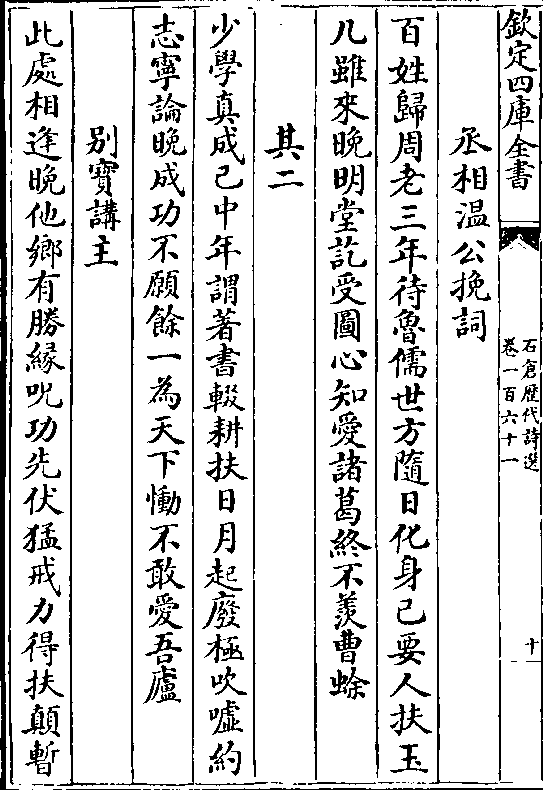 欽定四庫全書
石倉歴代詩選
卷一百六十一
十
丞相温公挽詞
百姓歸周老三年待魯儒世方隨日化身已要人扶玉
几雖來晚明堂訖受圖心知愛諸葛終不羨曹蜍
其二
少學真成已中年謂著書輟耕扶日月起廢極吹嘘約
志寧論晚成功不願餘一為天下慟不敢愛吾廬
別寶講主
此處相逢晚他鄉有勝緣呪功先伏猛戒力得扶顛暫